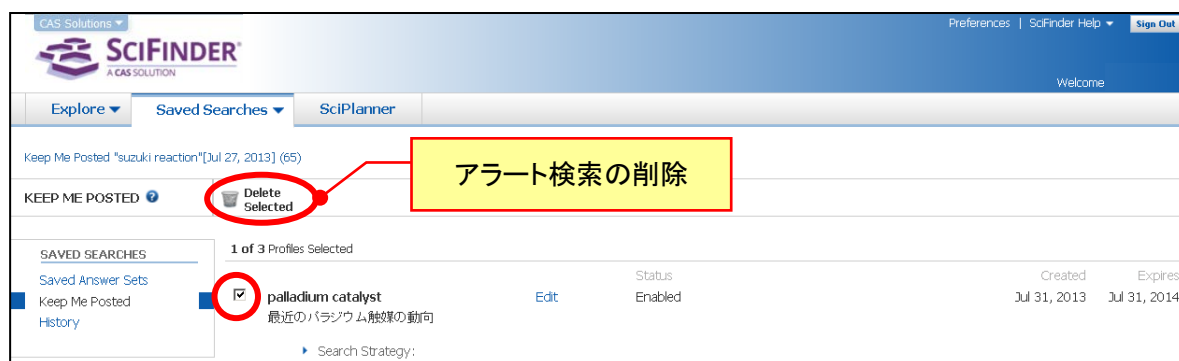 CAS Solutions ▼
Preferences | SciFinder Help ▼ Sign Out
SCIFINDER®
A CAS SOLUTION
Welcome
Explore ▼ Saved Searches ▼ SciPlanner
Keep Me Posted "suzuki reaction"[Jul 27, 2013] (65)
アラート検索の削除
KEEP ME POSTED ?
Delete
Selected
1 of 3 Profiles Selected
SAVED SEARCHES
Saved Answer Sets
Keep Me Posted
History
Status Created Expires
palladium catalyst Edit Enabled Jul 31, 2013 Jul 31, 2014
最近のパラジウム触媒の動向
Search Strategy: